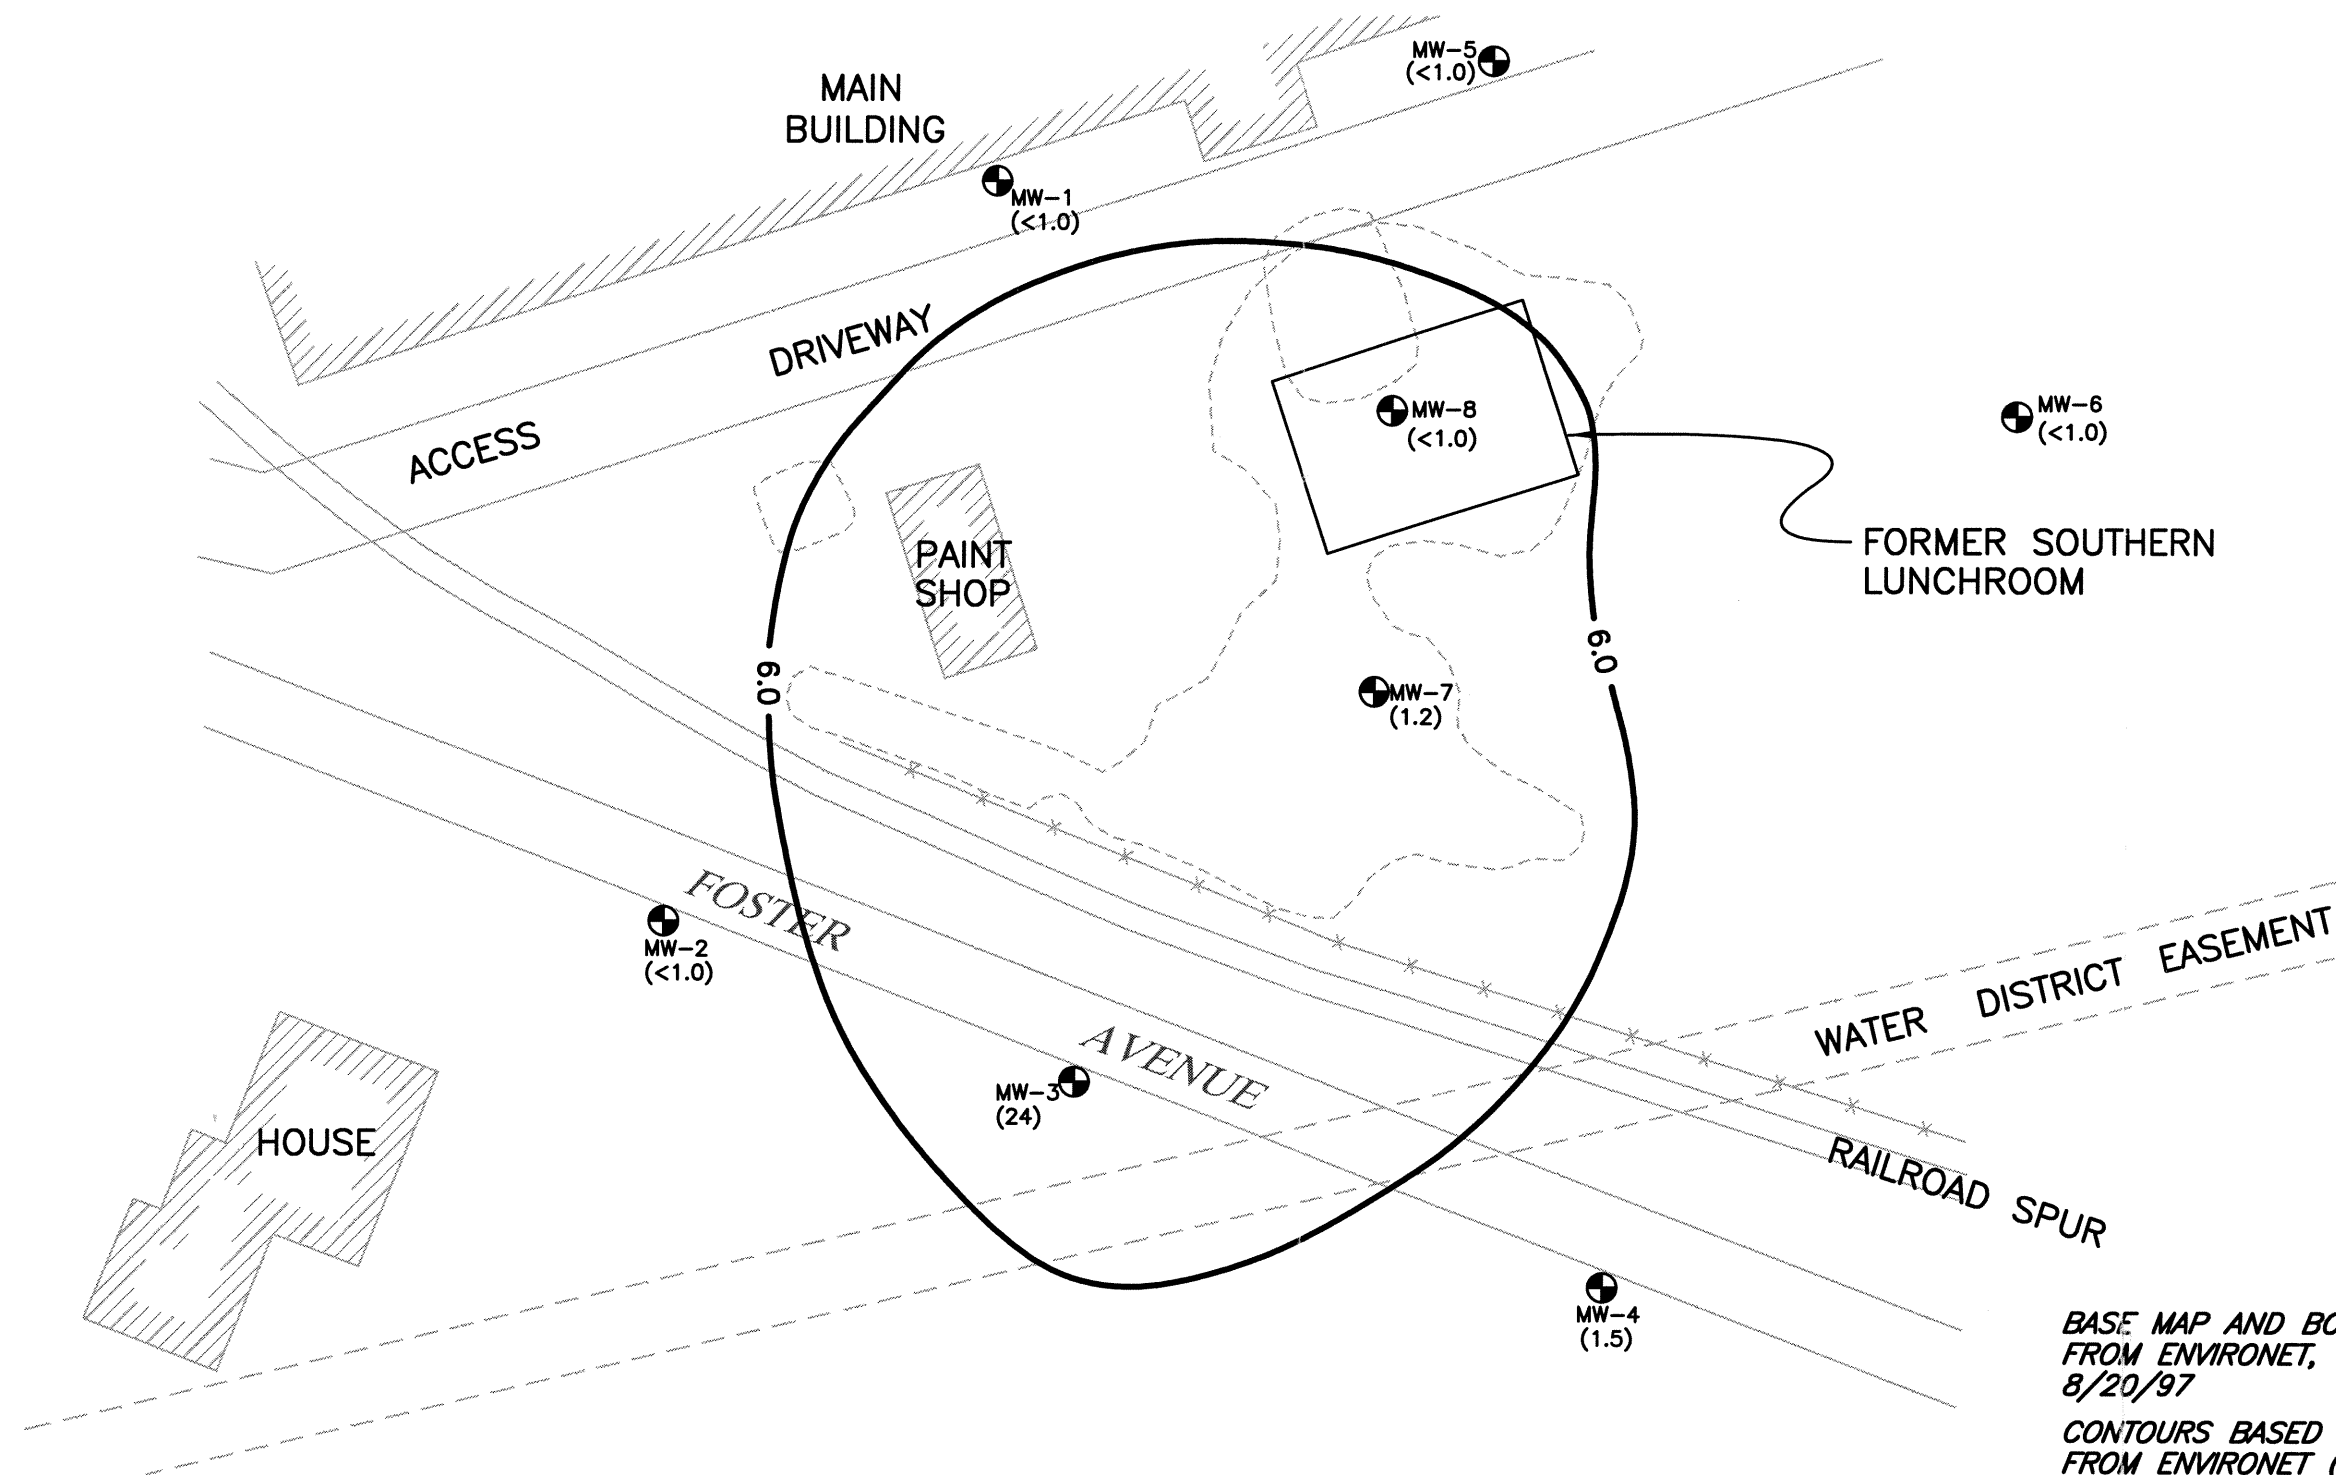 MW-5
(<1.0)
MAIN
BUILDING
MW-1
(<1.0)
ACCESS DRIVEWAY
MW-8
(<1.0)
MW-6
(<1.0)
PAINT
SHOP
FORMER SOUTHERN
LUNCHROOM
6.0
6.0
MW-7
(1.2)
FOSTER AVENUE
MW-2
(<1.0)
WATER DISTRICT EASEMENT
MW-3
(24)
HOUSE
RAILROAD SPUR
MW-4
(1.5)
BASE MAP AND
FROM ENVIRONET,
8/20/97
CONTOURS BASED
FROM ENVIRONET